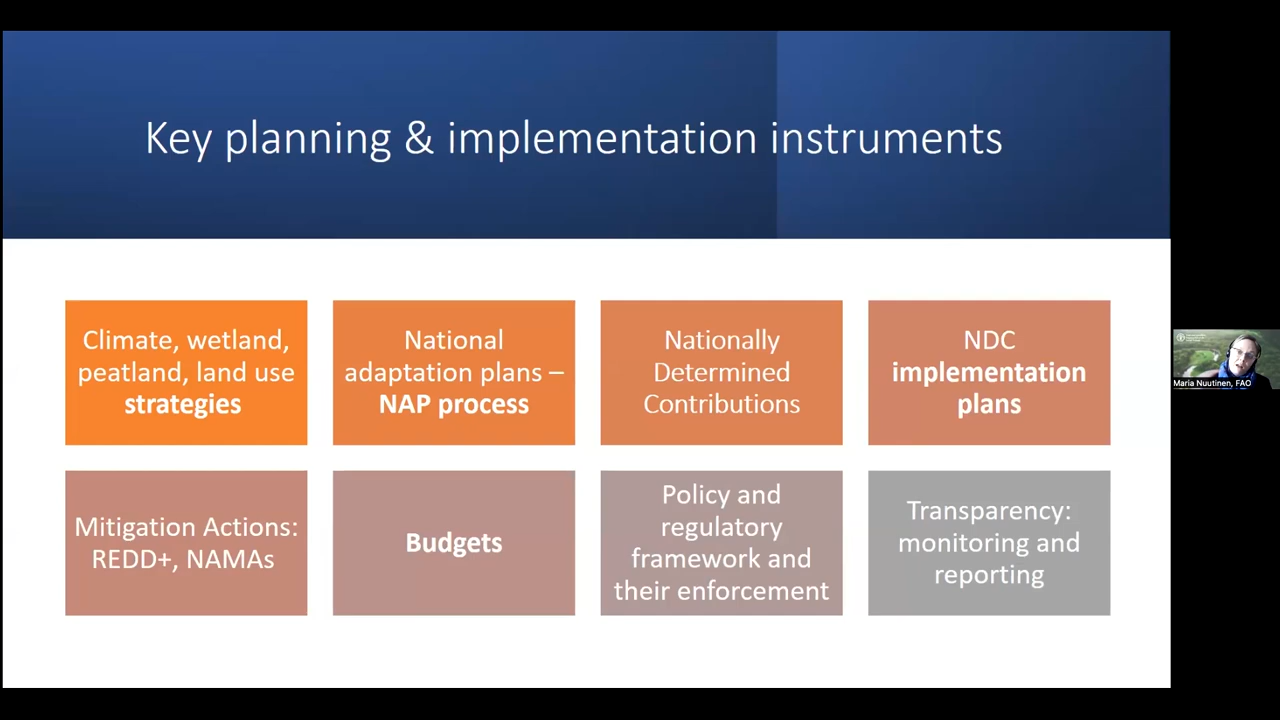 Key planning & implementation instruments
Climate, wetland,
peatland, land use
strategies
National
adaptation plans –
NAP process
Nationally
Determined
Contributions
NDC
implementation
plans
Mitigation Actions:
REDD+, NAMAs
Budgets
Policy and
regulatory
framework and
their enforcement
Transparency:
monitoring and
reporting
Maria Nuutinen, FAO